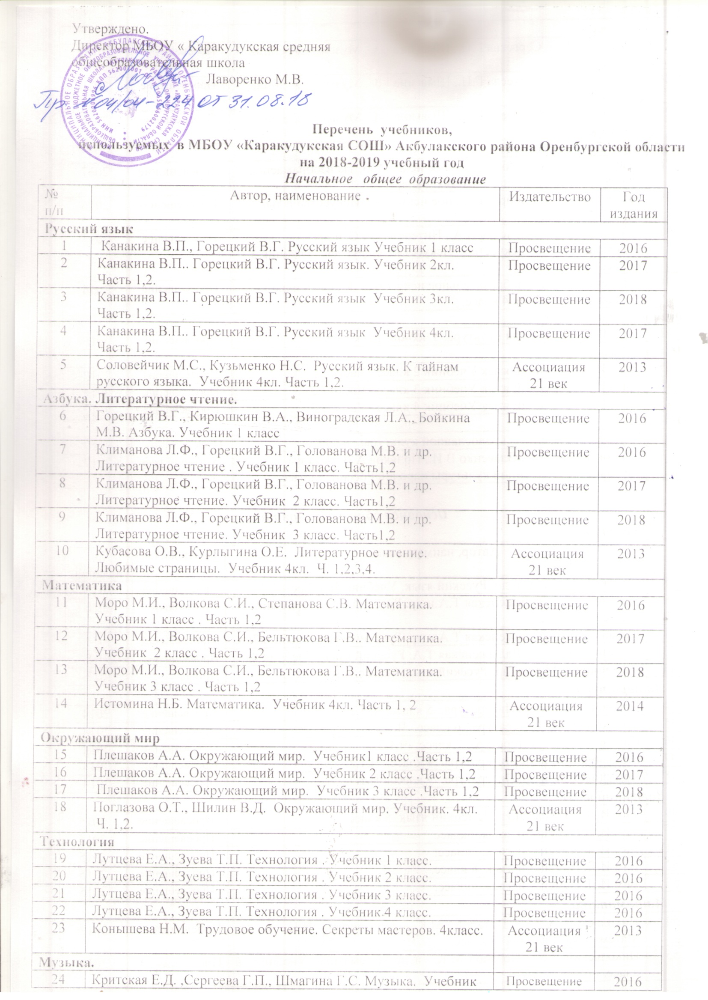 Утверждено.
Директор МБОУ « Каракудукская средняя
общеобразовательная школа
Лаворенко М.В.
Пр. №04/04-224 от 31.08.18
Перечень учебников,
используемых в МБОУ «Каракудукская СОШ» Акбулакского района Оренбургской области
на 2018-2019 учебный год
Начальное общее образование
№ Автор, наименование . Издательство Год
п/п издания
Русский язык
1 Канакина В.П., Горецкий В.Г. Русский язык Учебник 1 класс Просвещение 2016
2 Канакина В.П.. Горецкий В.Г. Русский язык. Учебник 2кл. Просвещение 2017
Часть 1,2.
3 Канакина В.П.. Горецкий В.Г. Русский язык Учебник 3кл. Просвещение 2018
Часть 1,2.
4 Канакина В.П.. Горецкий В.Г. Русский язык Учебник 4кл. Просвещение 2017
Часть 1,2.
5 Соловейчик М.С., Кузьменко Н.С. Русский язык. К тайнам Ассоциация 2013
русского языка. Учебник 4кл. Часть 1,2. 21 век
Азбука. Литературное чтение.
6 Горецкий В.Г., Кирюшкин В.А., Виноградская Л.А., Бойкина Просвещение 2016
М.В. Азбука. Учебник 1 класс
7 Климанова Л.Ф., Горецкий В.Г., Голованова М.В. и др. Просвещение 2016
Литературное чтение . Учебник 1 класс. Часть1,2
8 Климанова Л.Ф., Горецкий В.Г., Голованова М.В. и др. Просвещение 2017
Литературное чтение. Учебник 2 класс. Часть1,2
9 Климанова Л.Ф., Горецкий В.Г., Голованова М.В. и др. Просвещение 2018
Литературное чтение. Учебник 3 класс. Часть1,2
10 Кубасова О.В., Курлыгина О.Е. Литературное чтение. Ассоциация 2013
Любимые страницы. Учебник 4кл. Ч. 1,2,3,4. 21 век
Математика
11 Моро М.И., Волкова С.И., Степанова С.В. Математика. Просвещение 2016
Учебник 1 класс . Часть 1,2
12 Моро М.И., Волкова С.И., Бельтюкова Г.В.. Математика. Просвещение 2017
Учебник 2 класс . Часть 1,2
13 Моро М.И., Волкова С.И., Бельтюкова Г.В.. Математика. Просвещение 2018
Учебник 3 класс . Часть 1,2
14 Истомина Н.Б. Математика. Учебник 4кл. Часть 1, 2 Ассоциация 2014
21 век
Окружающий мир
15 Плешаков А.А. Окружающий мир. Учебник1 класс .Часть 1,2 Просвещение 2016
16 Плешаков А.А. Окружающий мир. Учебник 2 класс .Часть 1,2 Просвещение 2017
17 Плешаков А.А. Окружающий мир. Учебник 3 класс .Часть 1,2 Просвещение 2018
18 Поглазова О.Т., Шилин В.Д. Окружающий мир. Учебник. 4кл. Ассоциация 2013
Ч. 1,2. 21 век
Технология
19 Лутцева Е.А., Зуева Т.П. Технология . Учебник 1 класс. Просвещение 2016
20 Лутцева Е.А., Зуева Т.П. Технология . Учебник 2 класс. Просвещение 2016
21 Лутцева Е.А., Зуева Т.П. Технология . Учебник 3 класс. Просвещение 2016
22 Лутцева Е.А., Зуева Т.П. Технология . Учебник 4 класс. Просвещение 2016
23 Конышева Н.М. Трудовое обучение. Секреты мастеров. 4класс. Ассоциация 2013
21 век
Музыка.
24 Критская Е.Д. ,Сергеева Г.П., Шмагина Г.С. Музыка. Учебник Просвещение 2016